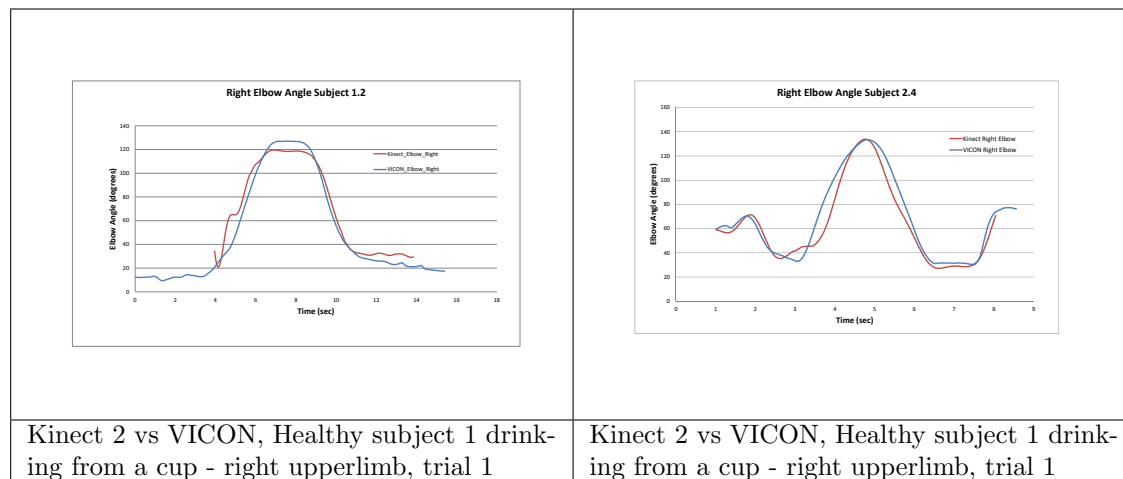 Right Elbow Angle Subject 1.2
140
120
100
80
60
40
20
0
0 2 4 6 8 10 12 14 16 18
Elbow Angle (degrees)
Time (sec)
Kinect_Elbow_Right
VICON_Elbow_Right
Right Elbow Angle Subject 2.4
160
140
120
100
80
60
40
20
0
0 1 2 3 4 5 6 7 8 9
Elbow Angle (degrees)
Time (sec)
Kinect Right Elbow
VICON Right Elbow
Kinect 2 vs VICON, Healthy subject 1 drink-
ing from a cup - right upperlimb, trial 1
Kinect 2 vs VICON, Healthy subject 1 drink-
ing from a cup - right upperlimb, trial 1